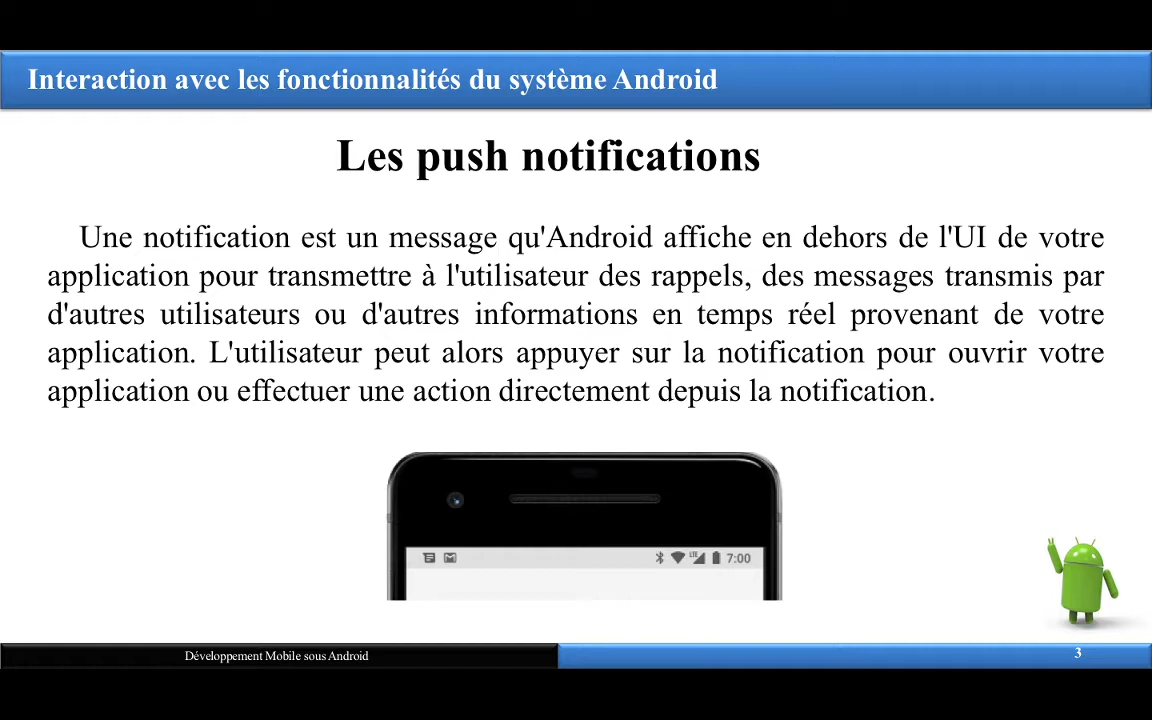 Interaction avec les fonctionnalités du système Android
Les push notifications
Une notification est un message qu'Android affiche en dehors de l'UI de votre
application pour transmettre à l'utilisateur des rappels, des messages transmis par
d'autres utilisateurs ou d'autres informations en temps réel provenant de votre
application. L'utilisateur peut alors appuyer sur la notification pour ouvrir votre
application ou effectuer une action directement depuis la notification.
LTE 7:00
Développement Mobile sous Android
3